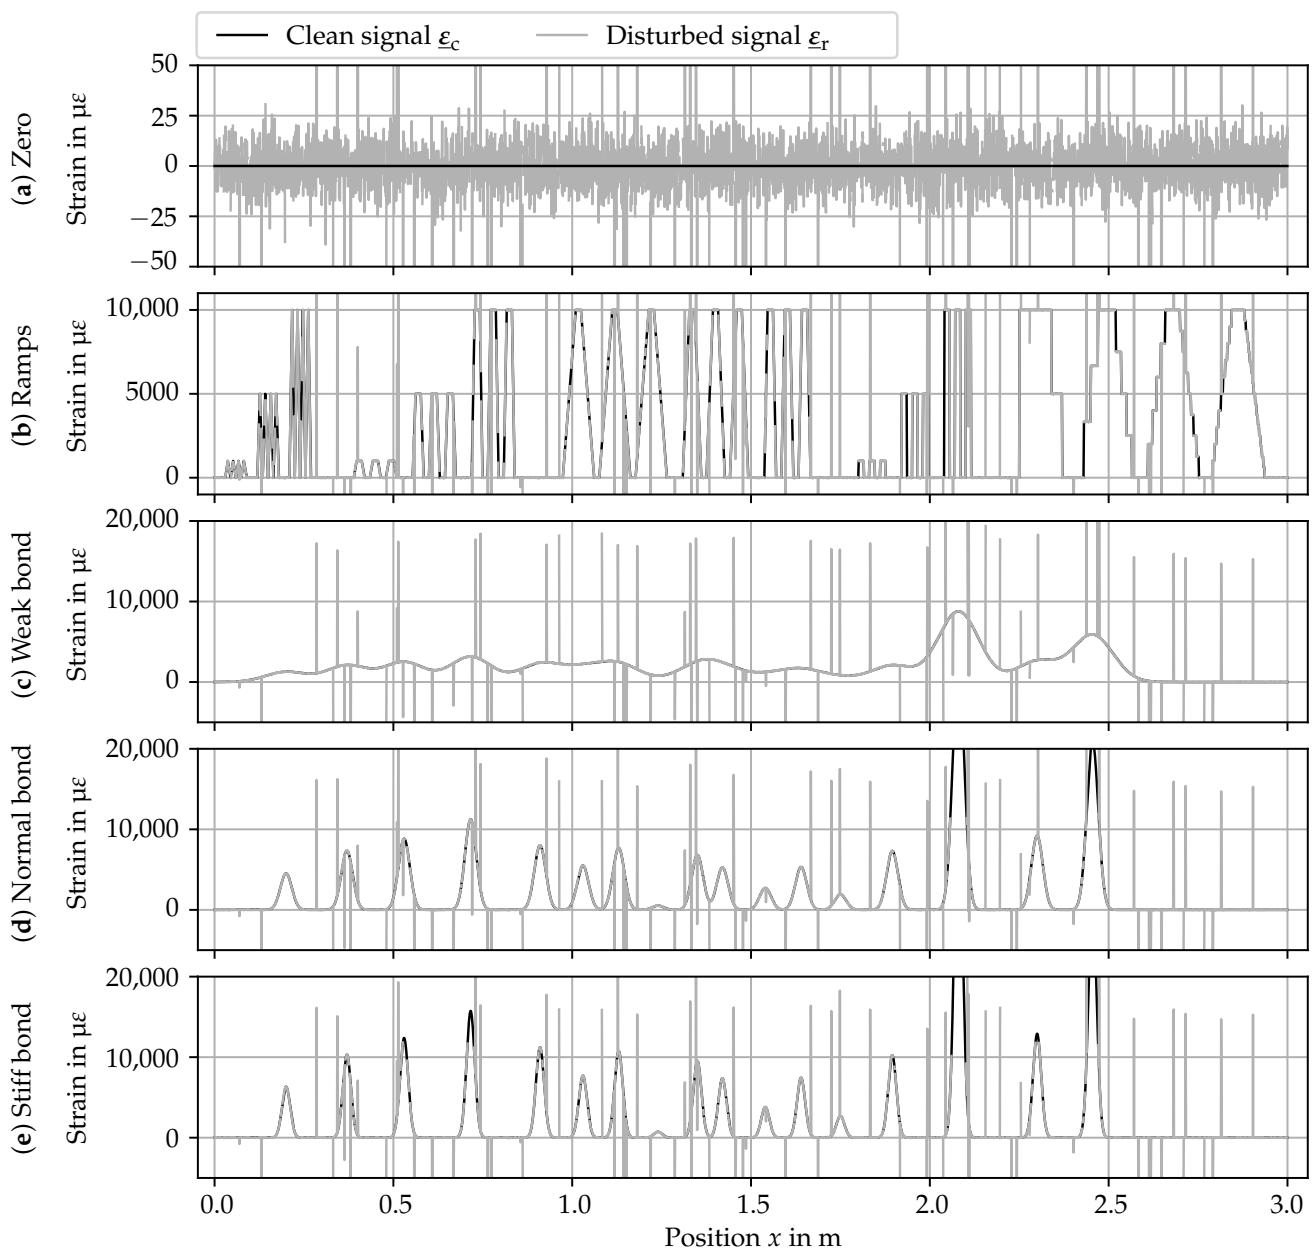 Clean signal ε̲c Disturbed signal ε̲r
(a) Zero
Strain in µε
50
25
0
−25
−50
(b) Ramps
Strain in µε
10,000
5000
0
(c) Weak bond
Strain in µε
20,000
10,000
0
(d) Normal bond
Strain in µε
20,000
10,000
0
(e) Stiff bond
Strain in µε
20,000
10,000
0
0.0 0.5 1.0 1.5 2.0 2.5 3.0
Position x in m